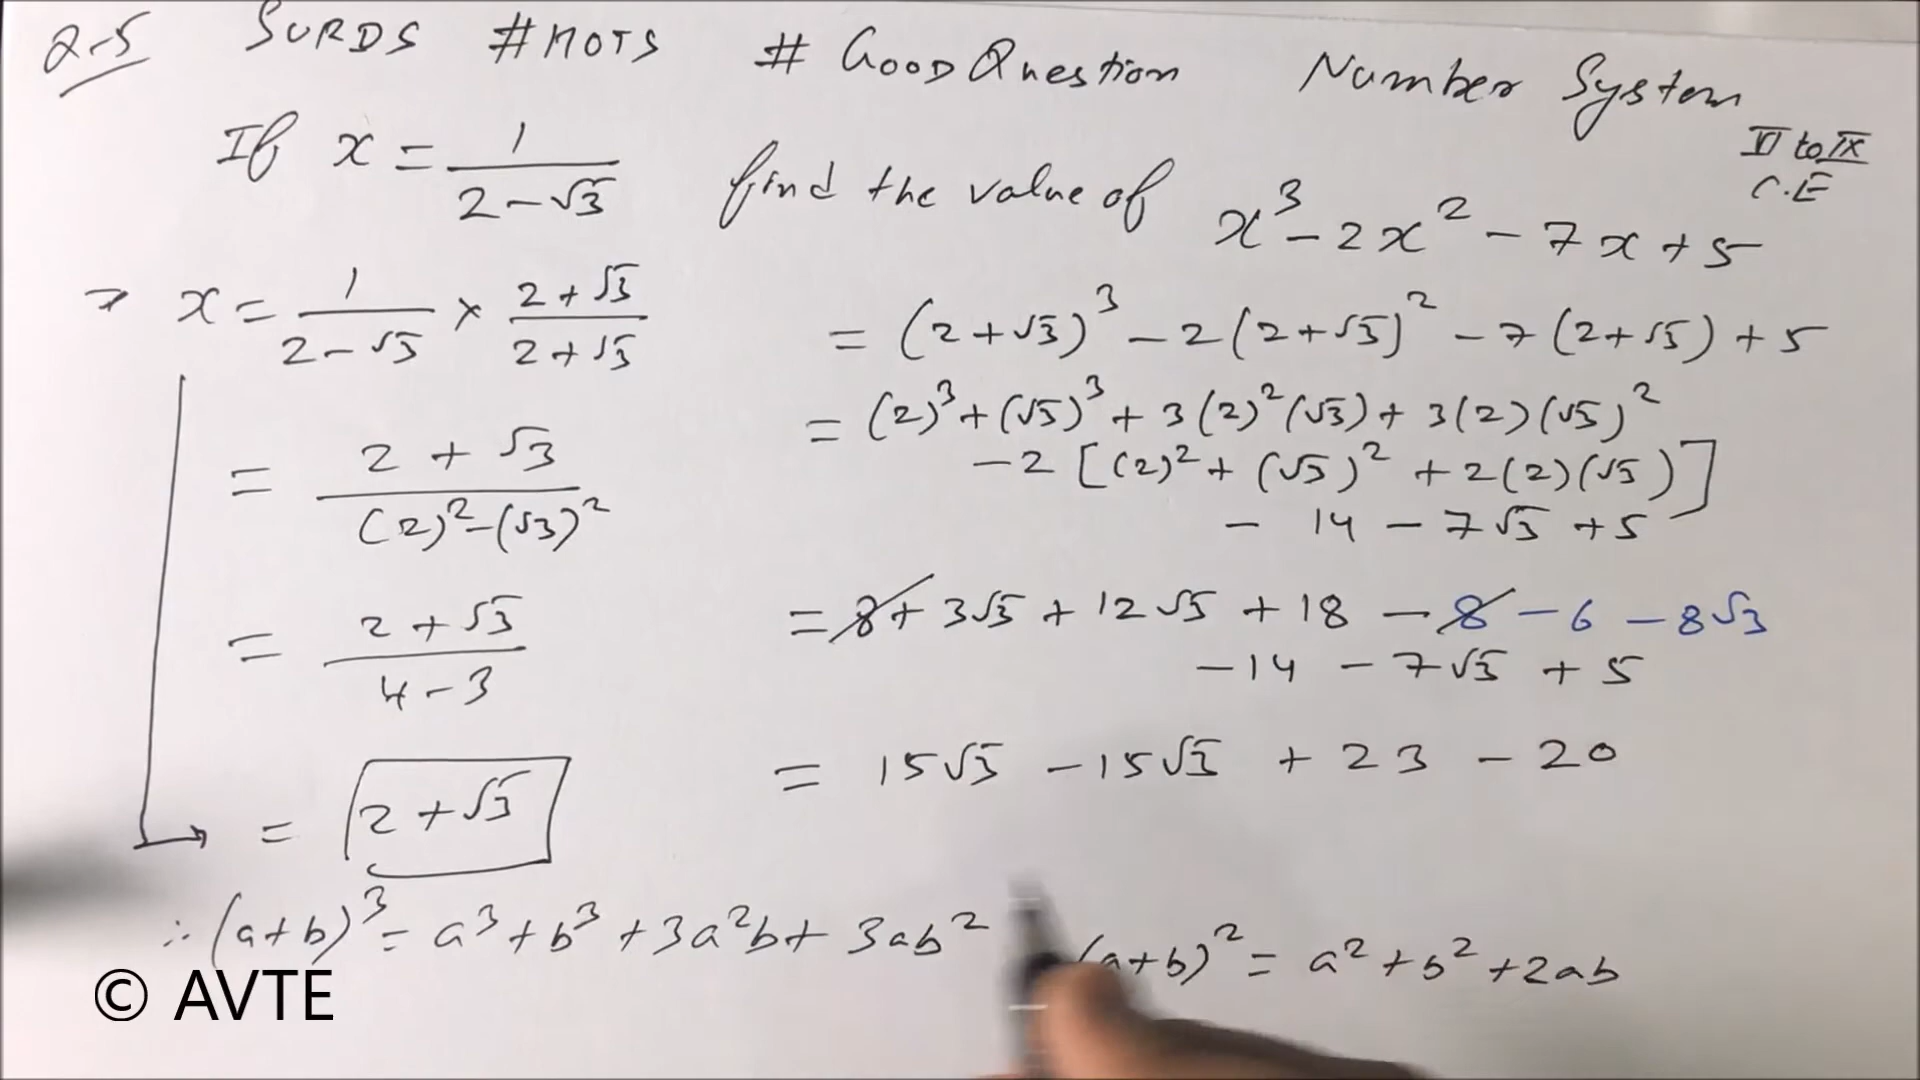 Q-5 SURDS #HOTS # Good Question Number System
VI to IX
C.E
If x = 1/(2-√3) find the value of x³ - 2x² - 7x + 5
→ x = 1/(2-√3) × (2+√3)/(2+√3)
= (2+√3)/((2)²-(√3)²)
= (2+√3)/(4-3)
= 2+√3
= (2+√3)³ - 2(2+√3)² - 7(2+√3) + 5
= (2)³ + (√3)³ + 3(2)²(√3) + 3(2)(√3)²
- 2 [(2)² + (√3)² + 2(2)(√3)]
- 14 - 7√3 + 5
= 8 + 3√3 + 12√3 + 18 - 8 - 6 - 8√3
- 14 - 7√3 + 5
= 15√3 - 15√3 + 23 - 20
∴ (a+b)³ = a³ + b³ + 3a²b + 3ab² (a+b)² = a² + b² + 2ab
© AVTE